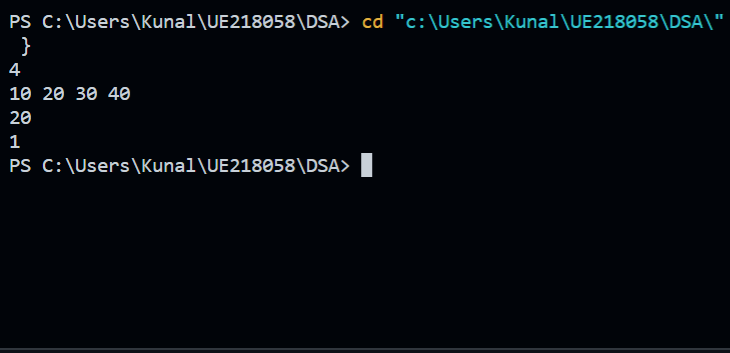 PS C:\Users\Kunal\UE218058\DSA> cd "c:\Users\Kunal\UE218058\DSA\"
}
4
10 20 30 40
20
1
PS C:\Users\Kunal\UE218058\DSA>